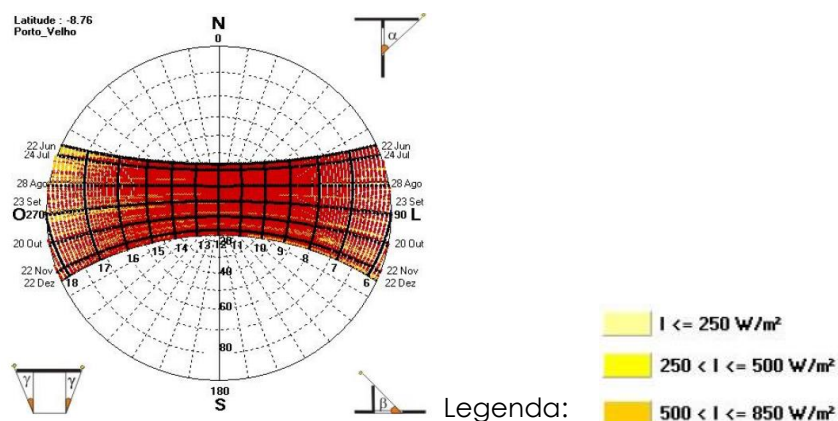 Latitude : -8.76
Porto_Velho
N
0
α
22 Jun
24 Jul
28 Ago
23 Set
O 270
20 Out
22 Nov
22 Dez
22 Jun
24 Jul
28 Ago
23 Set
90 L
20 Out
22 Nov
22 Dez
18 17 16 15 14 13 12 11 10 9 8 7 6
20
40
60
80
180
S
γ γ
β
Legenda:
I <= 250 W/m²
250 < I <= 500 W/m²
500 < I <= 850 W/m²